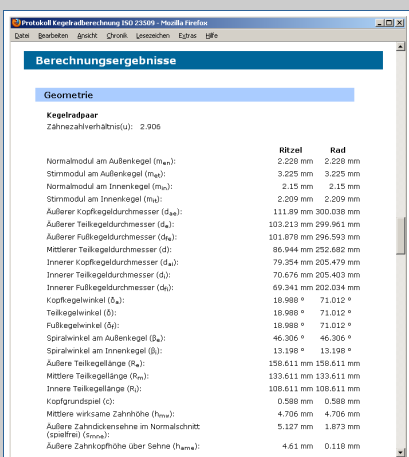 Protokoll Kegelradberechnung ISO 23509 - Mozilla Firefox
Datei Bearbeiten Ansicht Chronik Lesezeichen Extras Hilfe
Berechnungsergebnisse
Geometrie
Kegelradpaar
Zähnezahlverhältnis(u): 2.906
Ritzel Rad
Normalmodul am Außenkegel (men): 2.228 mm 2.228 mm
Stirnmodul am Außenkegel (met): 3.225 mm 3.225 mm
Normalmodul am Innenkegel (min): 2.15 mm 2.15 mm
Stirnmodul am Innenkegel (mit): 2.209 mm 2.209 mm
Äußerer Kopfkegeldurchmesser (dae): 111.89 mm 300.038 mm
Äußerer Teilkegeldurchmesser (de): 103.213 mm 299.961 mm
Äußerer Fußkegeldurchmesser (dfe): 101.878 mm 296.593 mm
Mittlerer Teilkegeldurchmesser (d): 86.944 mm 252.682 mm
Innerer Kopfkegeldurchmesser (dai): 79.354 mm 205.479 mm
Innerer Teilkegeldurchmesser (di): 70.676 mm 205.403 mm
Innerer Fußkegeldurchmesser (dfi): 69.341 mm 202.034 mm
Kopfkegelwinkel (δa): 18.988 ° 71.012 °
Teilkegelwinkel (δ): 18.988 ° 71.012 °
Fußkegelwinkel (δf): 18.988 ° 71.012 °
Spiralwinkel am Außenkegel (βe): 46.306 ° 46.306 °
Spiralwinkel am Innenkegel (βi): 13.198 ° 13.198 °
Äußere Teilkegellänge (Re): 158.611 mm 158.611 mm
Mittlere Teilkegellänge (Rm): 133.611 mm 133.611 mm
Innere Teilkegellänge (Ri): 108.611 mm 108.611 mm
Kopfgrundspiel (c): 0.588 mm 0.588 mm
Mittlere wirksame Zahnhöhe (hme): 4.706 mm 4.706 mm
Äußere Zahndickensehne im Normalschnitt 5.127 mm 1.873 mm
(spielfrei) (smne):
Äußere Zahnkopfhöhe über Sehne (hame): 4.61 mm 0.118 mm